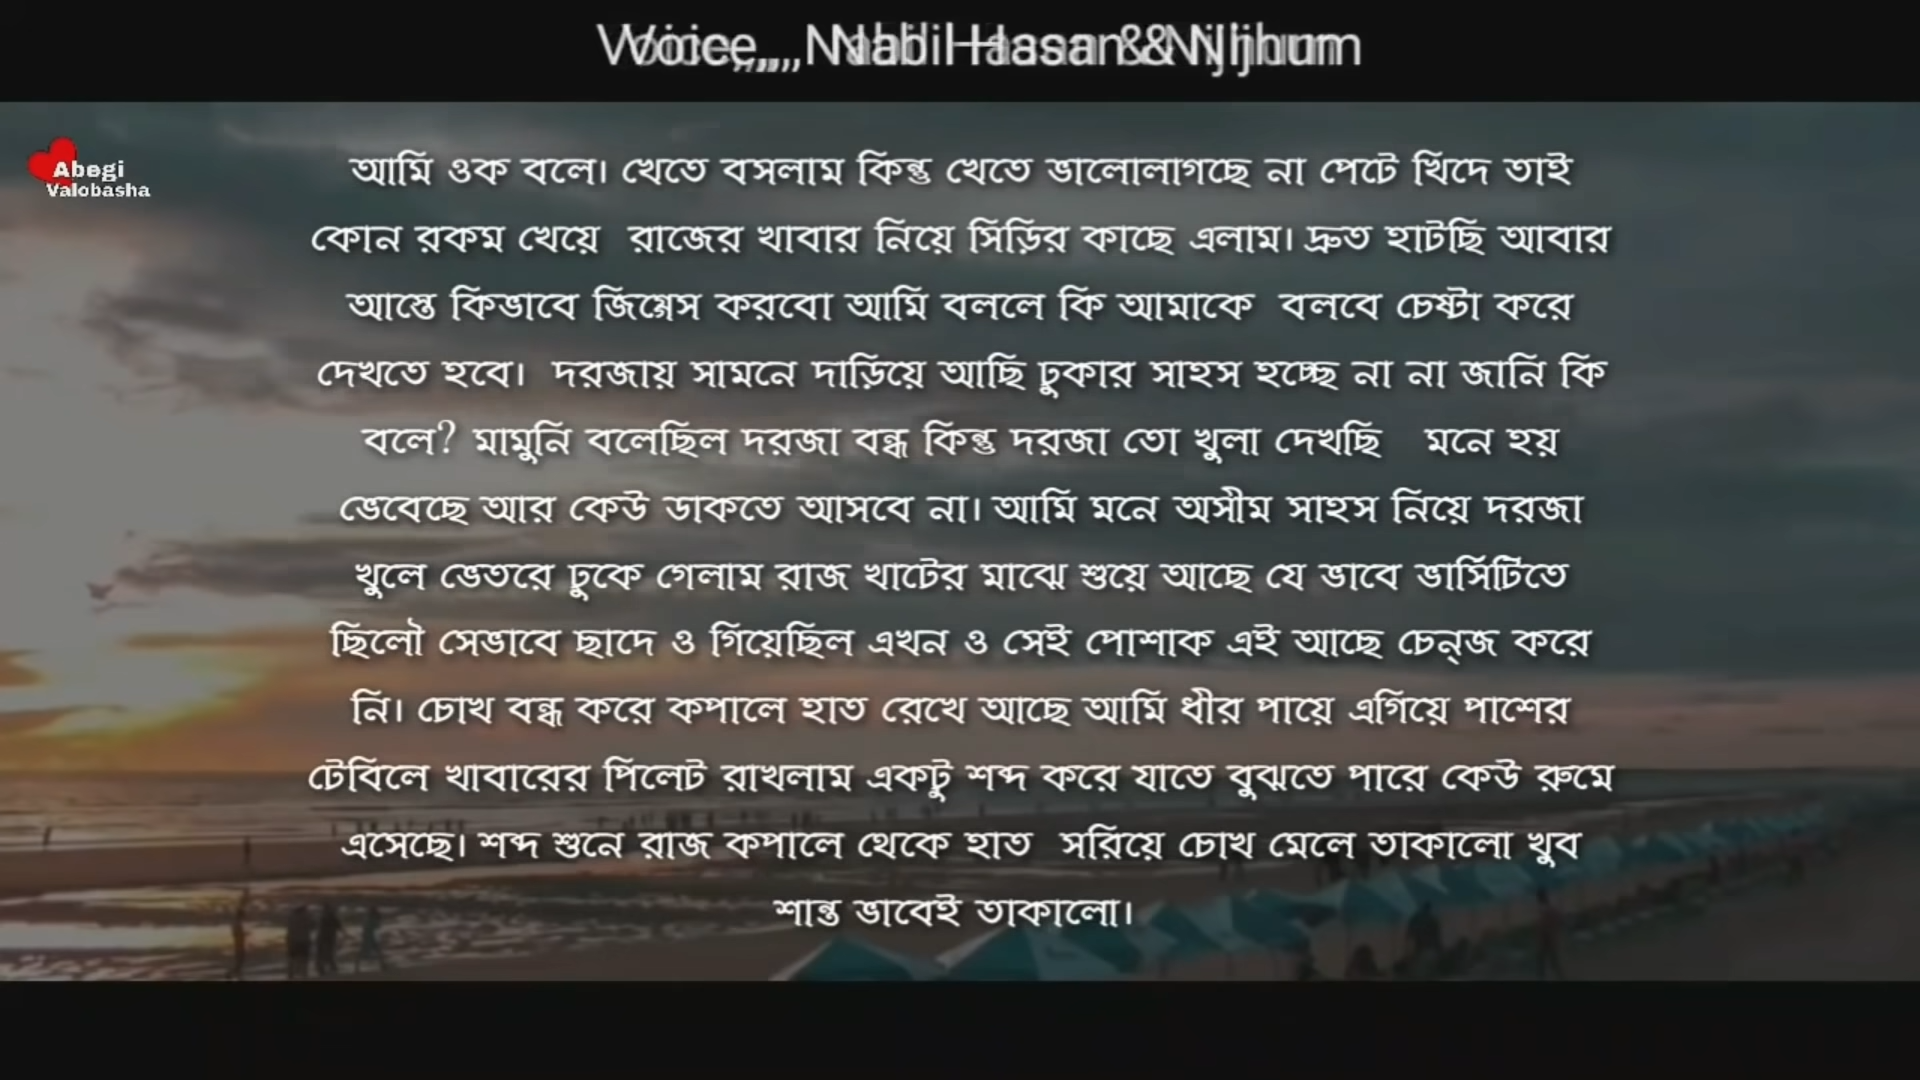 Voice,,,, Nabil Hasan & Nijhum
Abegi
Valobasha
আমি ওক বলে। খেতে বসলাম কিন্তু খেতে ভালোলাগছে না পেটে খিদে তাই
কোন রকম খেয়ে রাজের খাবার নিয়ে সিড়ির কাছে এলাম। দ্রুত হাটছি আবার
আস্তে কিভাবে জিগ্নেস করবো আমি বললে কি আমাকে বলবে চেষ্টা করে
দেখতে হবে। দরজায় সামনে দাড়িয়ে আছি ঢুকার সাহস হচ্ছে না না জানি কি
বলে? মামুনি বলেছিল দরজা বন্ধ কিন্তু দরজা তো খুলা দেখছি মনে হয়
ভেবেছে আর কেউ ডাকতে আসবে না। আমি মনে অসীম সাহস নিয়ে দরজা
খুলে ভেতরে ঢুকে গেলাম রাজ খাটের মাঝে শুয়ে আছে যে ভাবে ভার্সিটিতে
ছিলৌ সেভাবে ছাদে ও গিয়েছিল এখন ও সেই পোশাক এই আছে চেন্জ করে
নি। চোখ বন্ধ করে কপালে হাত রেখে আছে আমি ধীর পায়ে এগিয়ে পাশের
টেবিলে খাবারের পিলেট রাখলাম একটু শব্দ করে যাতে বুঝতে পারে কেউ রুমে
এসেছে। শব্দ শুনে রাজ কপালে থেকে হাত সরিয়ে চোখ মেলে তাকালো খুব
শান্ত ভাবেই তাকালো।